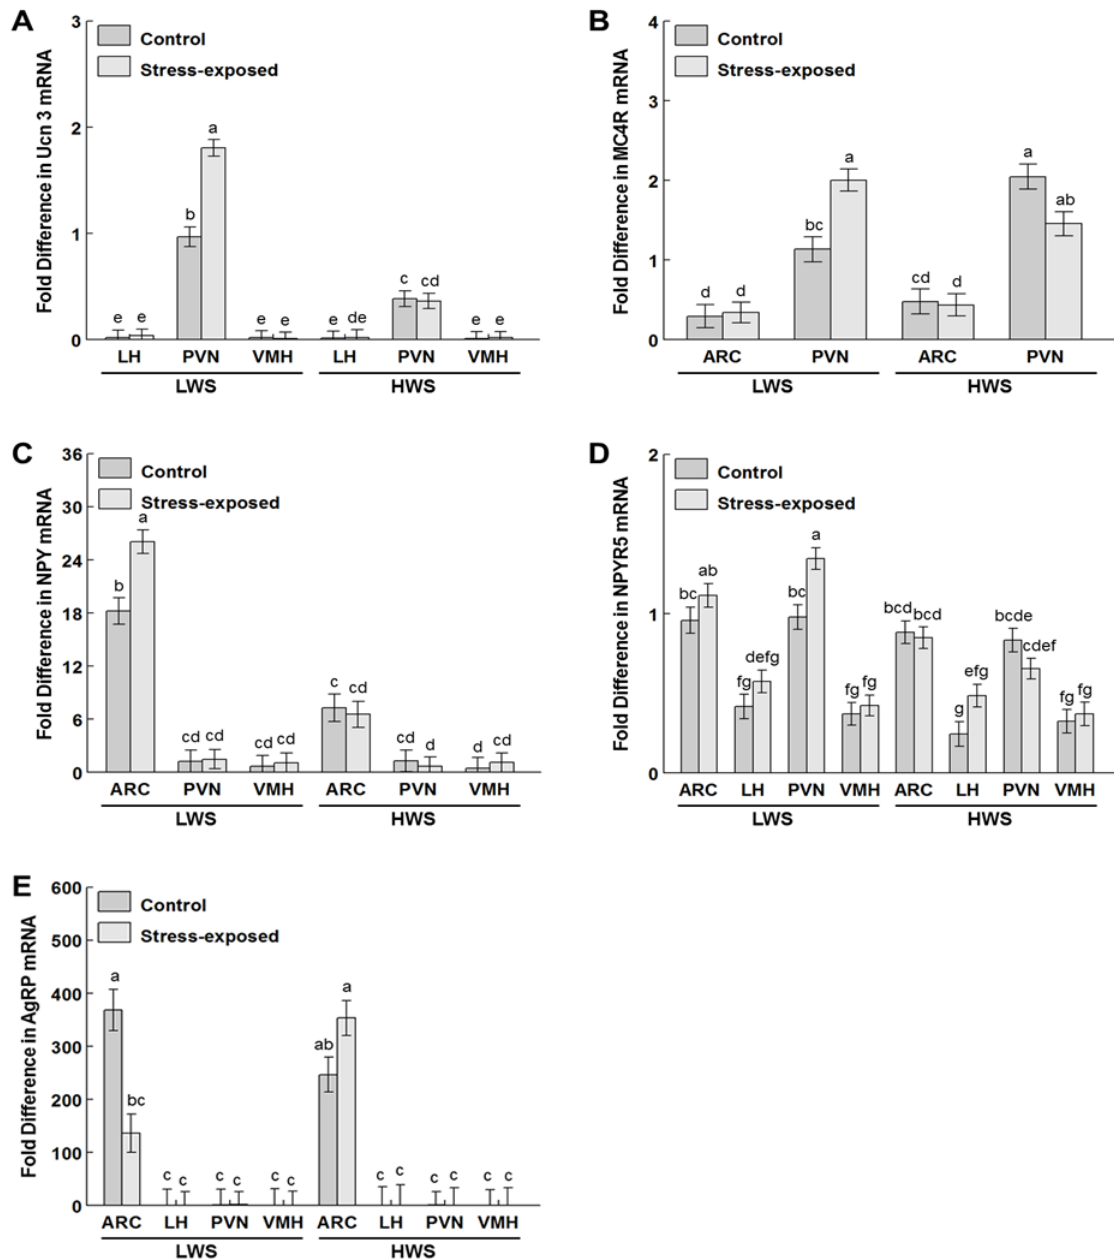 A
Fold Difference in Ucn 3 mRNA
3
2
1
0
Control
Stress-exposed
e e b a e e e de c cd e e
LH PVN VMH LH PVN VMH
LWS HWS
B
Fold Difference in MC4R mRNA
4
3
2
1
0
Control
Stress-exposed
d d bc a cd d a ab
ARC PVN ARC PVN
LWS HWS
C
Fold Difference in NPY mRNA
36
30
24
18
12
6
0
Control
Stress-exposed
b a cd cd cd cd c cd cd d d cd
ARC PVN VMH ARC PVN VMH
LWS HWS
D
Fold Difference in NPYR5 mRNA
2
1
0
Control
Stress-exposed
bc ab fg defg bc a fg fg bcd bcd g efg bcde cdef fg fg
ARC LH PVN VMH ARC LH PVN VMH
LWS HWS
E
Fold Difference in AgRP mRNA
600
500
400
300
200
100
0
Control
Stress-exposed
a bc c c c c c c ab a c c c c c c
ARC LH PVN VMH ARC LH PVN VMH
LWS HWS